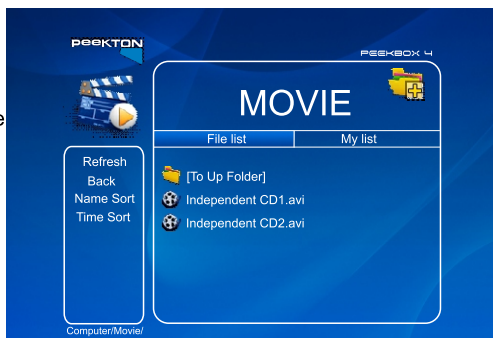 PEEKTON
PEEKBOX 4
MOVIE
File list
My list
Refresh
Back
Name Sort
Time Sort
[To Up Folder]
Independent CD1.avi
Independent CD2.avi
Computer/Movie/
e